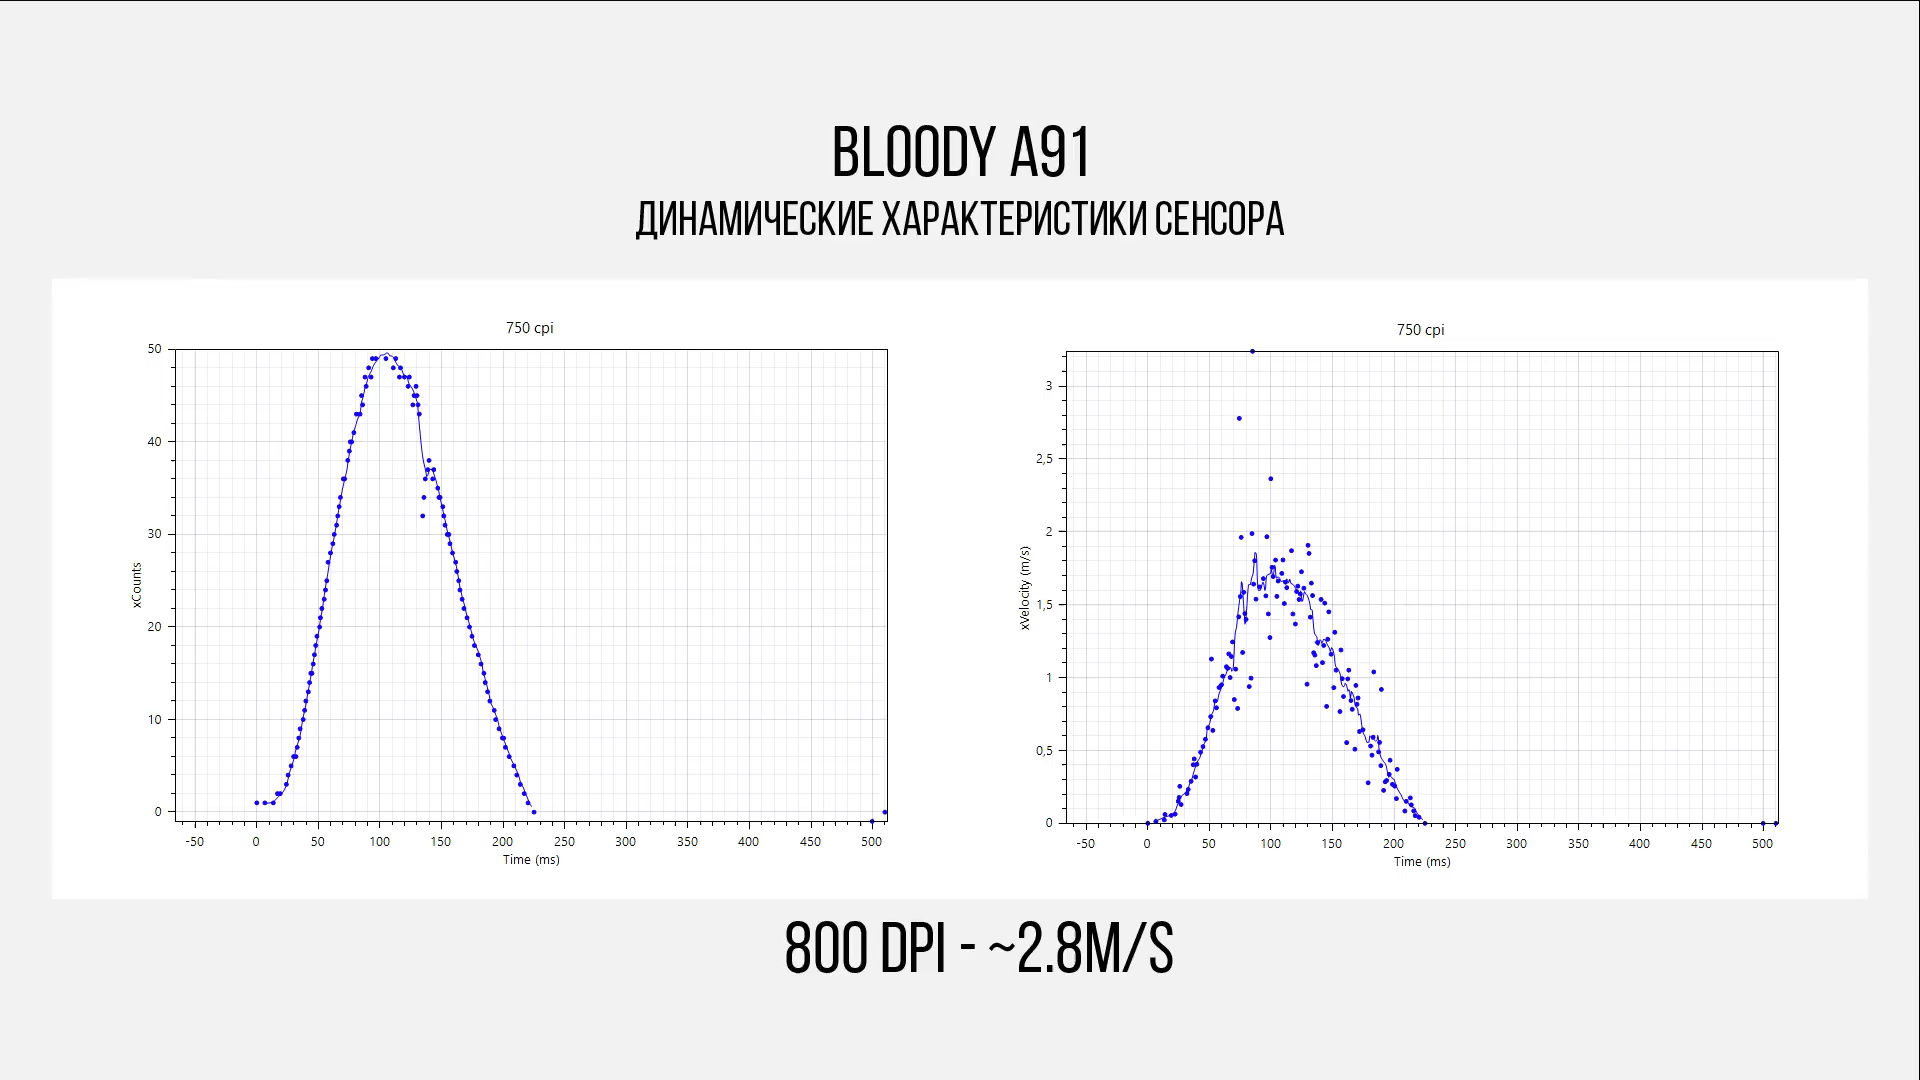 BLOODY A91
ДИНАМИЧЕСКИЕ ХАРАКТЕРИСТИКИ СЕНСОРА
750 cpi
50
40
30
20
10
0
xCounts
-50 0 50 100 150 200 250 300 350 400 450 500
Time (ms)
750 cpi
3
2,5
2
1,5
1
0,5
0
xVelocity (m/s)
-50 0 50 100 150 200 250 300 350 400 450 500
Time (ms)
800 DPI - ~2.8M/S